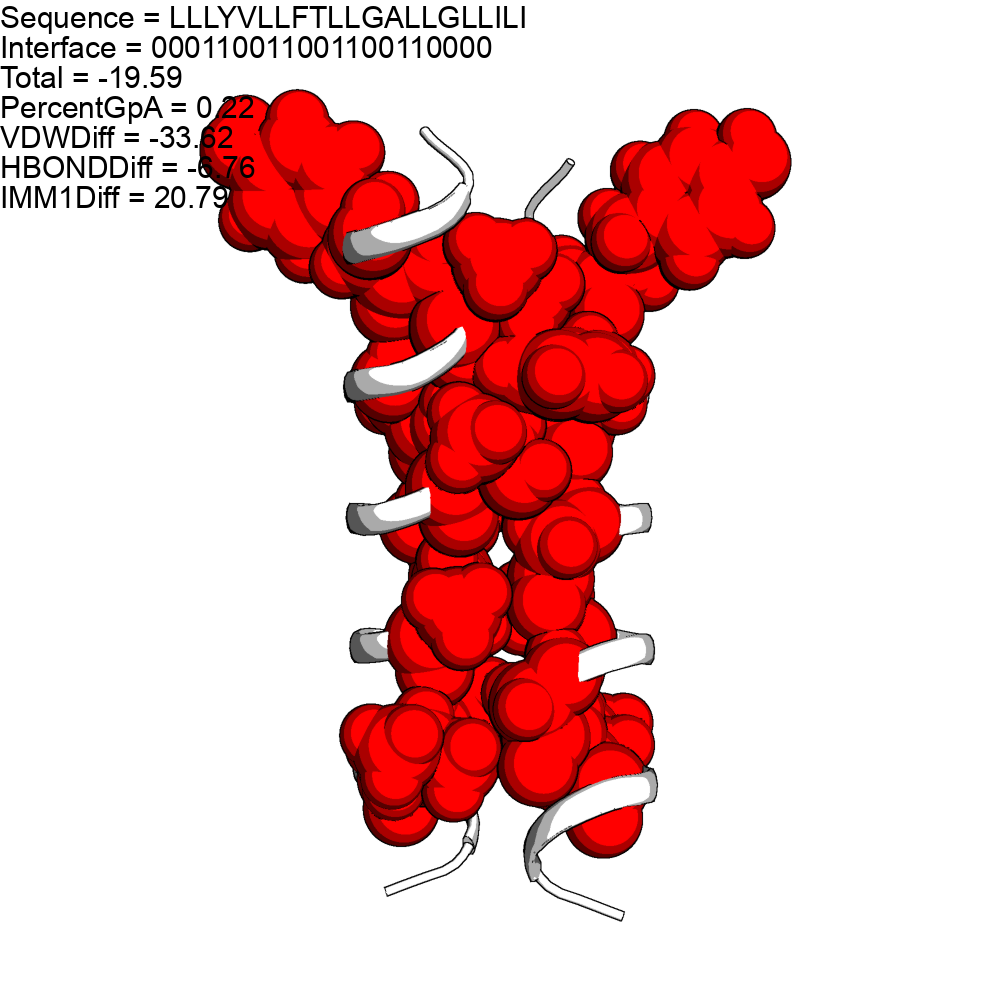 Sequence = LLLYVLLFTLLGALLGLLILI
Interface = 000110011001100110000
Total = -19.59
PercentGpA = 0.22
VDWDiff = -33.62
HBONDDiff = -6.76
IMM1Diff = 20.79